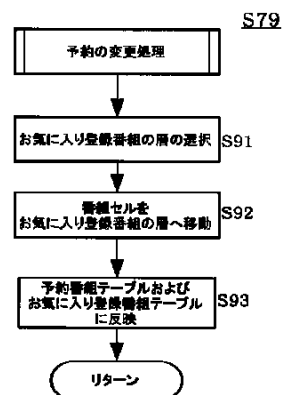 S79
予約の変更処理
お気に入り登録番組の層の選択
S91
番組セルを
お気に入り登録番組の層へ移動
S92
予約番組テーブルおよび
お気に入り登録番組テーブル
に反映
S93
リターン